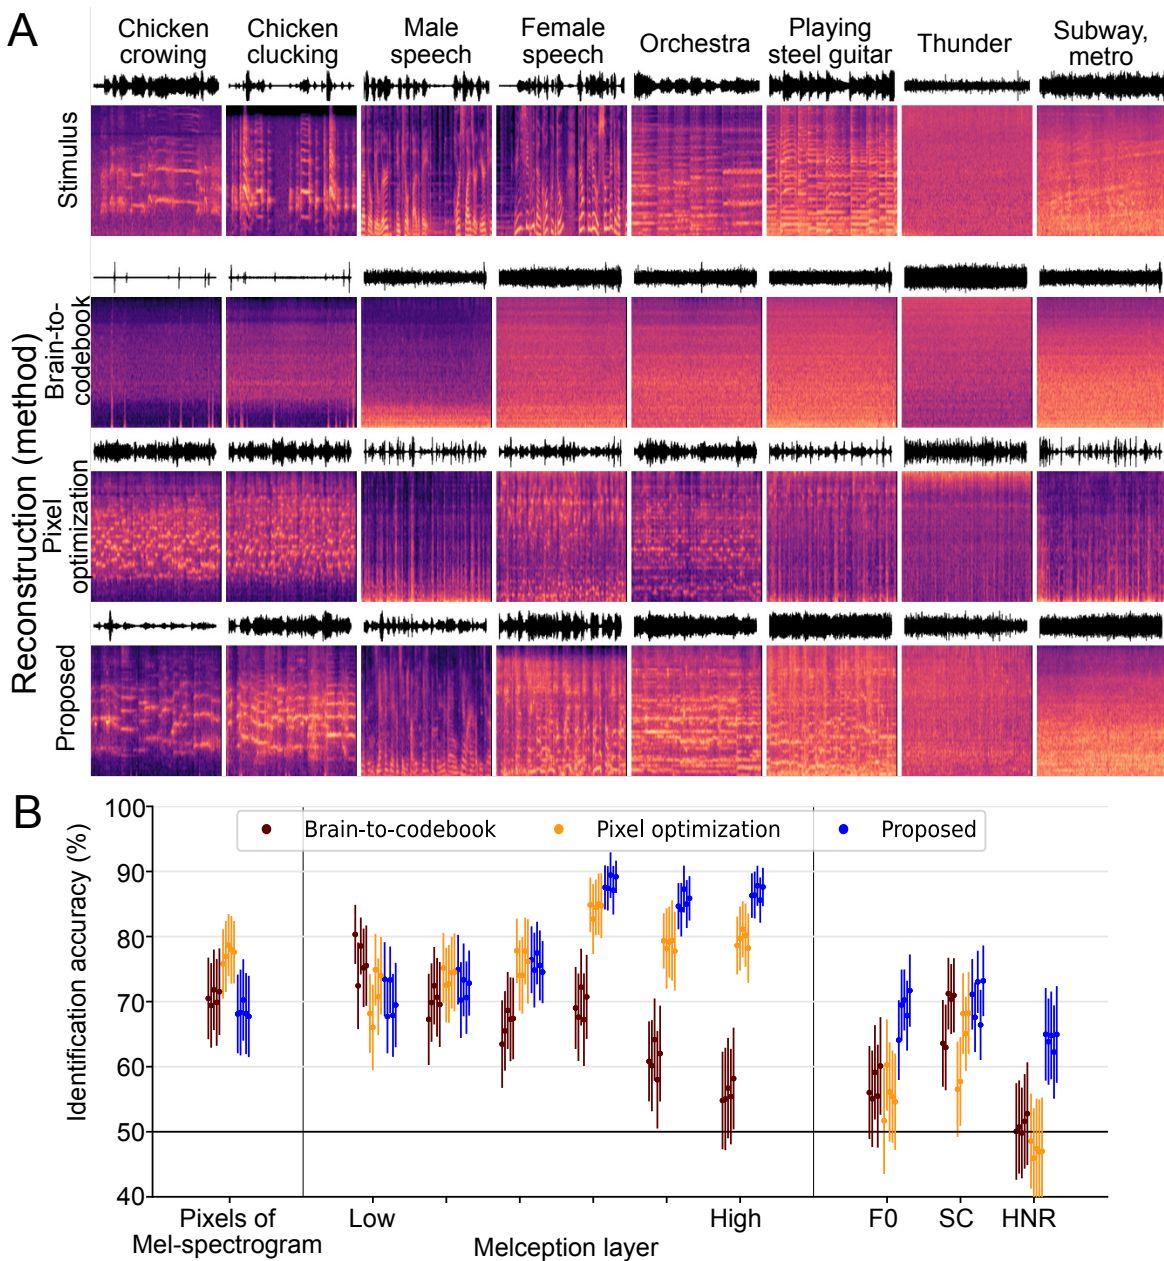 A
Chicken crowing
Chicken clucking
Male speech
Female speech
Orchestra
Playing steel guitar
Thunder
Subway, metro
Stimulus
Reconstruction (method)
Brain-to-codebook
Pixel optimization
Proposed
B
Brain-to-codebook
Pixel optimization
Proposed
Identification accuracy (%)
100
90
80
70
60
50
40
Pixels of
Mel-spectrogram
Low
High
Melception layer
F0
SC
HNR